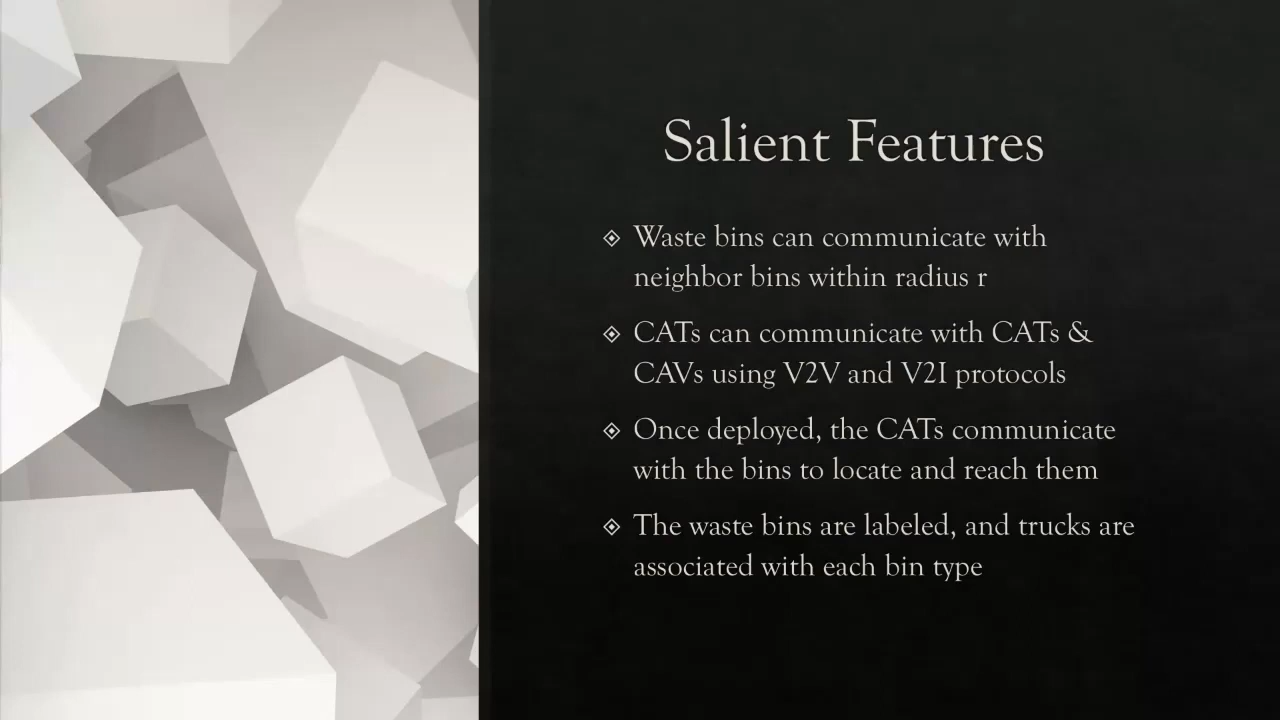 Salient Features
Waste bins can communicate with
neighbor bins within radius r
CATs can communicate with CATs &
CAVs using V2V and V2I protocols
Once deployed, the CATs communicate
with the bins to locate and reach them
The waste bins are labeled, and trucks are
associated with each bin type